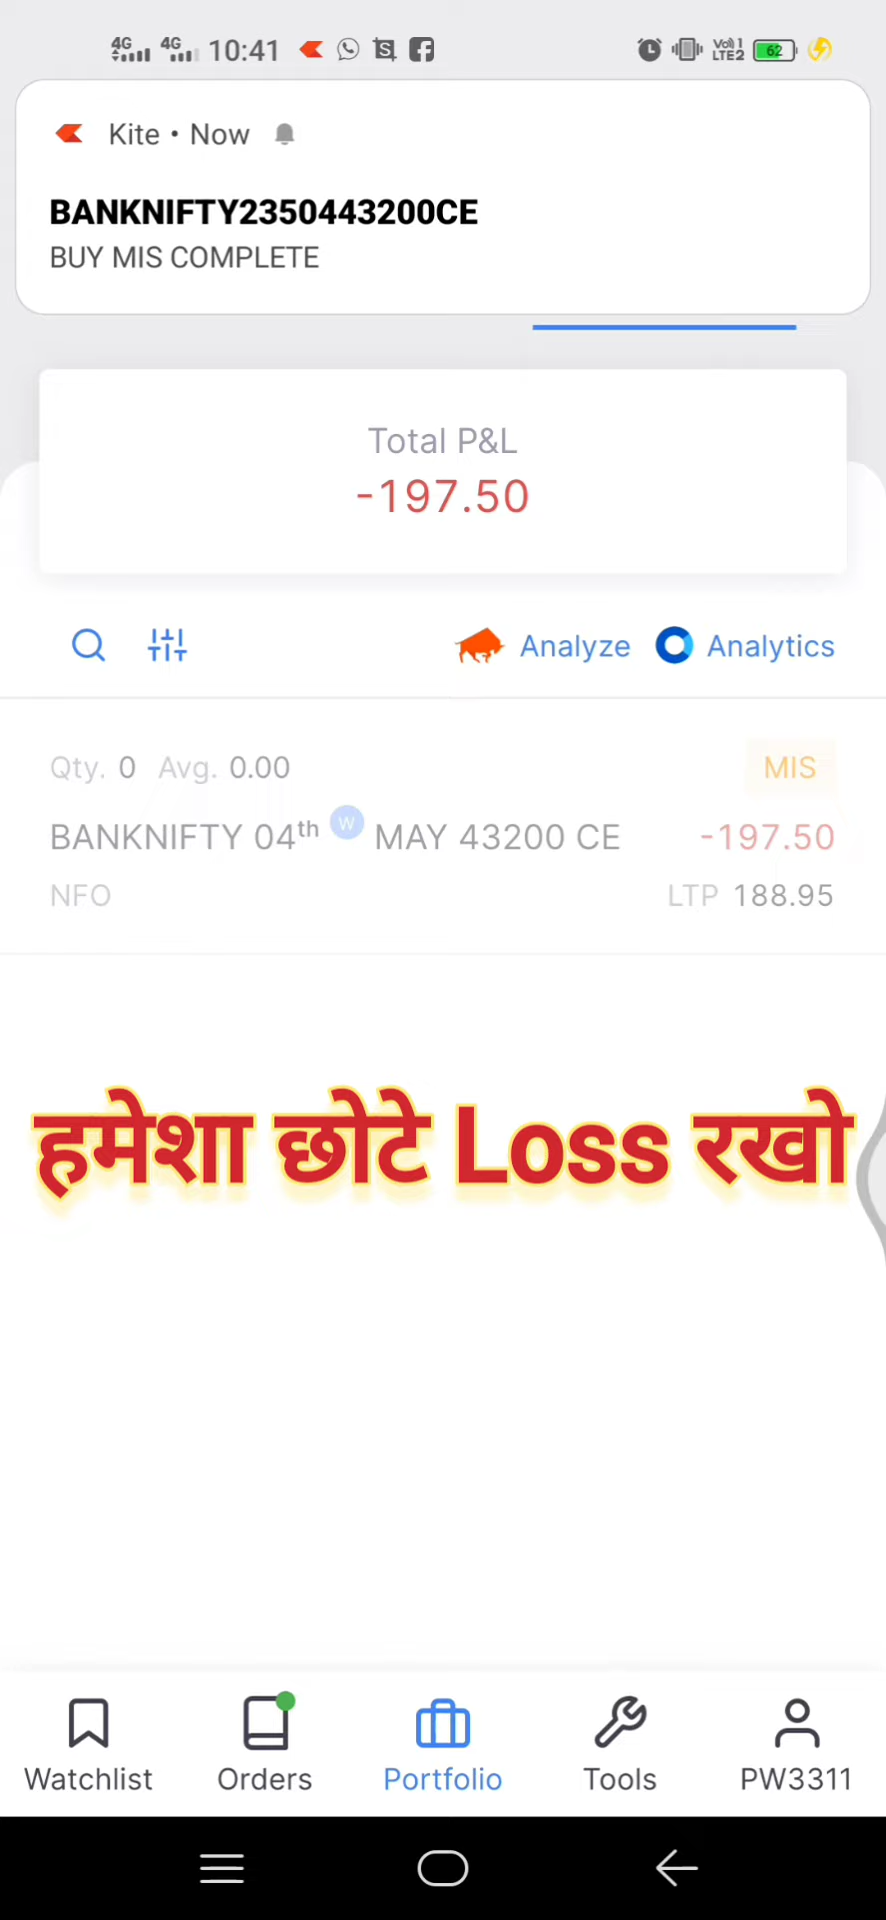 4G 4G 10:41 Vol) 1 LTE2 62
Kite • Now
BANKNIFTY2350443200CE
BUY MIS COMPLETE
Total P&L
-197.50
Analyze Analytics
Qty. 0 Avg. 0.00 MIS
BANKNIFTY 04th W MAY 43200 CE -197.50
NFO LTP 188.95
हमेशा छोटे Loss रखो
Watchlist Orders Portfolio Tools PW3311